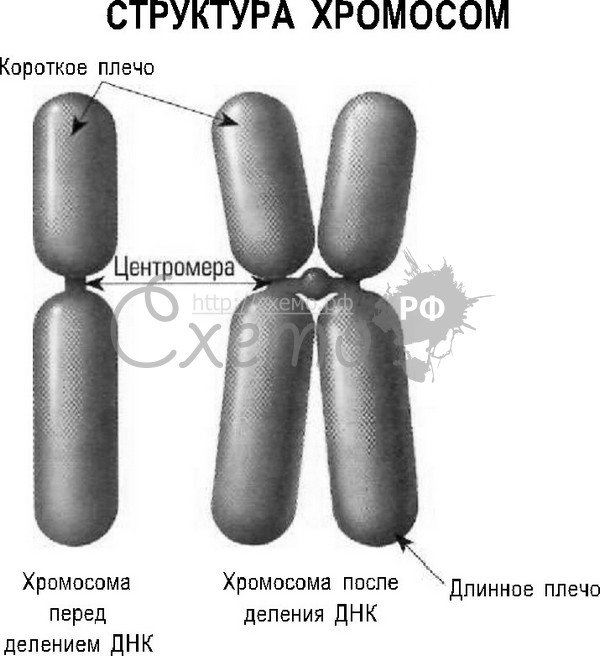 СТРУКТУРА ХРОМОСОМ
Короткое плечо
Центромера
http://схемо.рф
Схемо РФ
Хромосома
перед
делением ДНК
Хромосома после
деления ДНК
Длинное плечо